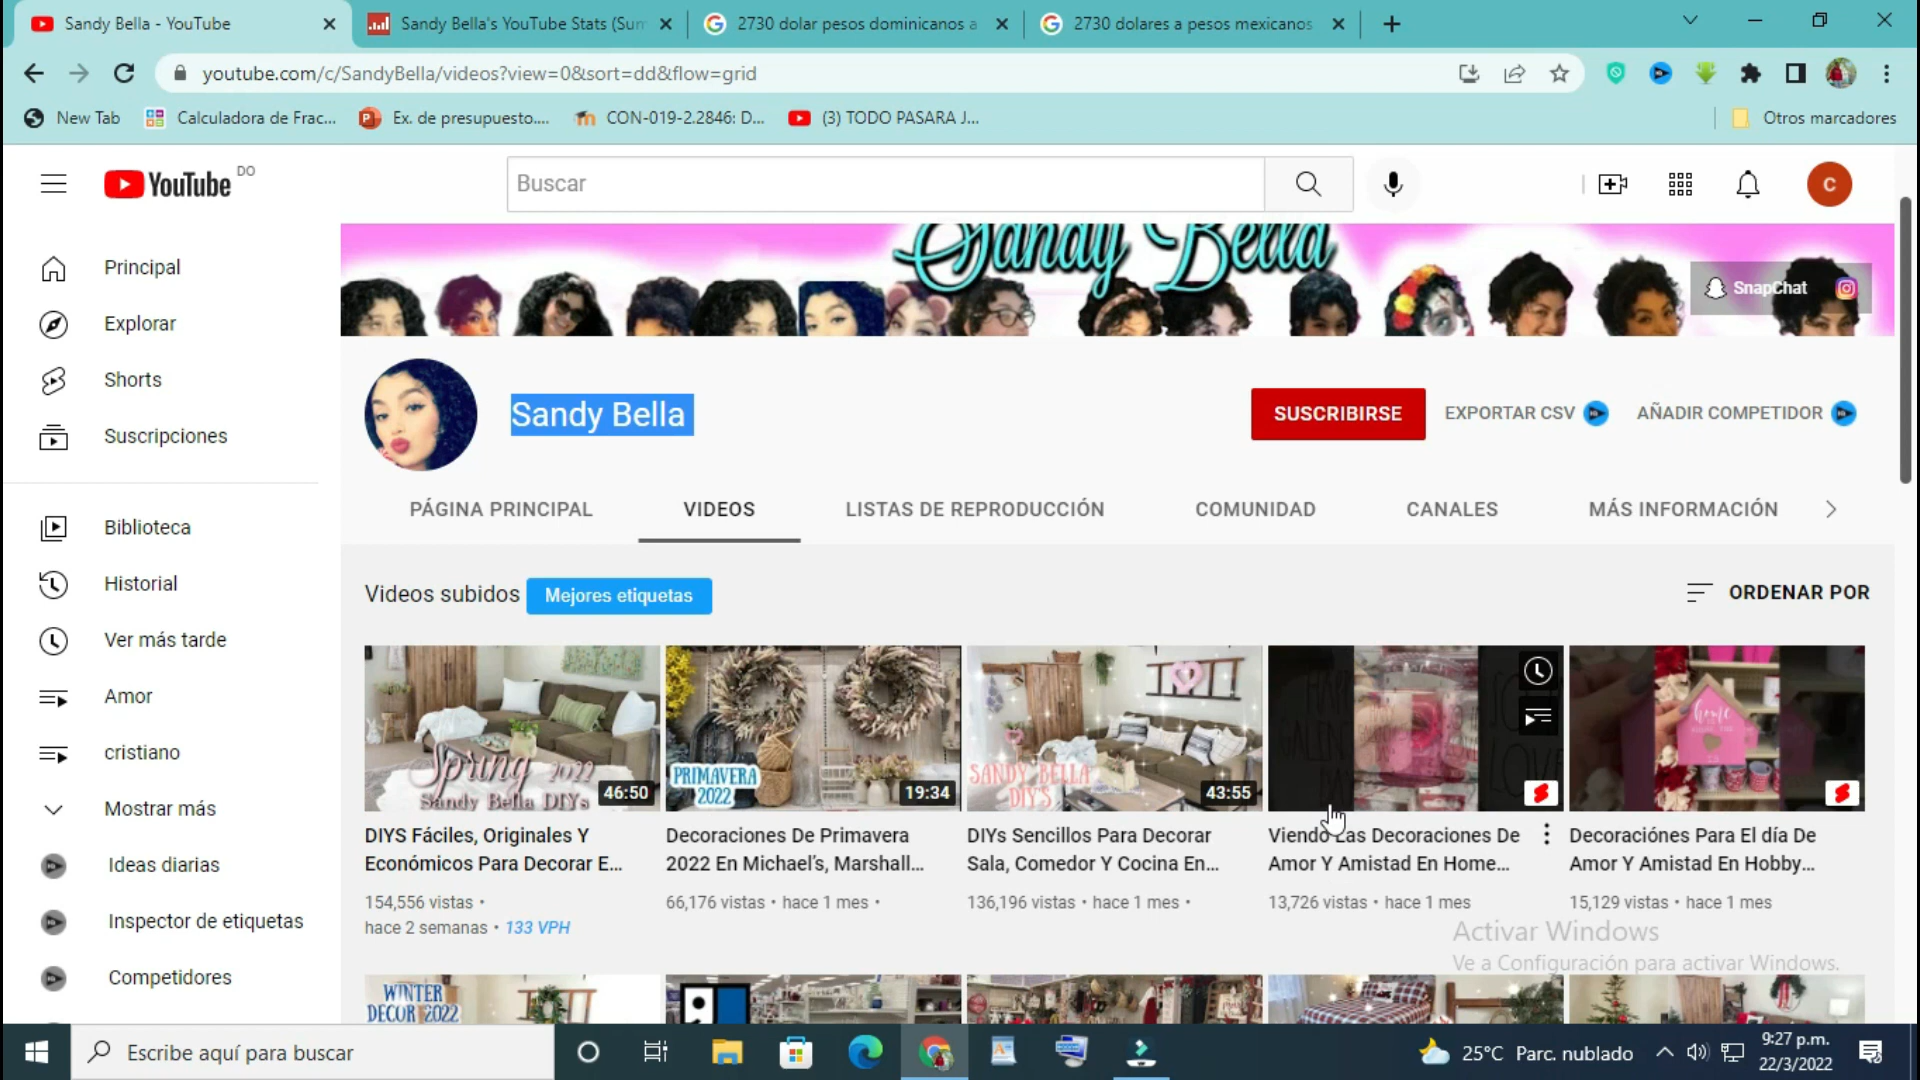 Sandy Bella - YouTube
Sandy Bella's YouTube Stats (Sum
2730 dolar pesos dominicanos a
2730 dolares a pesos mexicanos
youtube.com/c/SandyBella/videos?view=0&sort=dd&flow=grid
New Tab
Calculadora de Frac...
Ex. de presupuesto....
CON-019-2.2846: D...
(3) TODO PASARA J...
Otros marcadores
YouTube DO
Buscar
C
Sandy Bella
SnapChat
Principal
Explorar
Shorts
Suscripciones
Biblioteca
Historial
Ver más tarde
Amor
cristiano
Mostrar más
Ideas diarias
Inspector de etiquetas
Competidores
Sandy Bella
SUSCRIBIRSE
EXPORTAR CSV
AÑADIR COMPETIDOR
PÁGINA PRINCIPAL
VIDEOS
LISTAS DE REPRODUCCIÓN
COMUNIDAD
CANALES
MÁS INFORMACIÓN
Videos subidos
Mejores etiquetas
ORDENAR POR
Spring 2022
Sandy Bella DIYs
46:50
PRIMAVERA
2022
19:34
SANDY BELLA
DIY'S
43:55
home
DIYS Fáciles, Originales Y
Económicos Para Decorar E...
154,556 vistas •
hace 2 semanas • 133 VPH
Decoraciones De Primavera
2022 En Michael's, Marshall...
66,176 vistas • hace 1 mes •
DIYs Sencillos Para Decorar
Sala, Comedor Y Cocina En...
136,196 vistas • hace 1 mes •
Viendo Las Decoraciones De
Amor Y Amistad En Home...
13,726 vistas • hace 1 mes
Decoraciónes Para El día De
Amor Y Amistad En Hobby...
15,129 vistas • hace 1 mes
Activar Windows
Ve a Configuración para activar Windows.
WINTER
DECOR 2022
Escribe aquí para buscar
25°C Parc. nublado
9:27 p.m.
22/3/2022